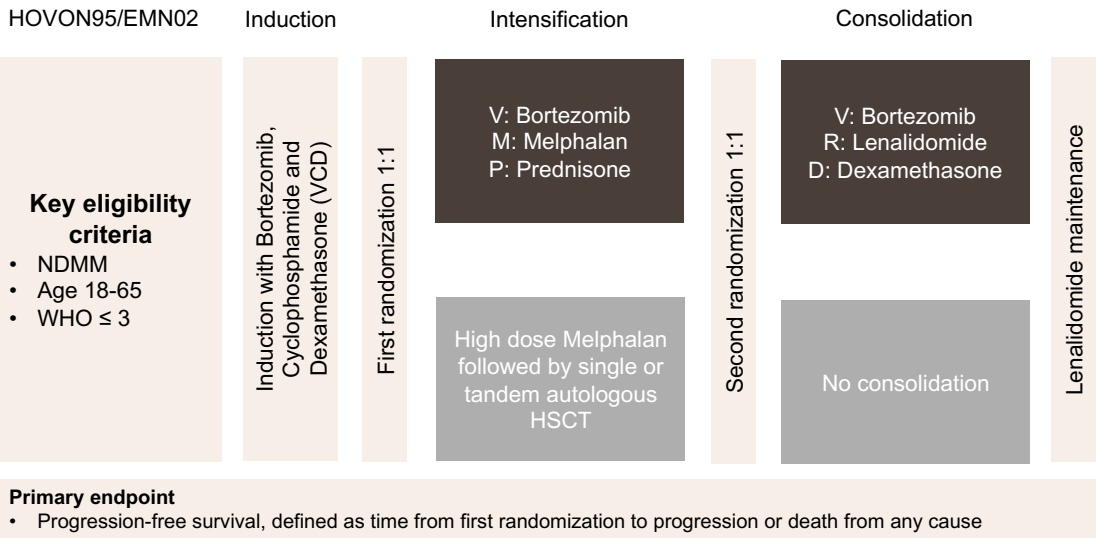 HOVON95/EMN02
Induction
Intensification
Consolidation
Key eligibility
criteria
• NDMM
• Age 18-65
• WHO ≤ 3
Induction with Bortezomib,
Cyclophosphamide and
Dexamethasone (VCD)
First randomization 1:1
V: Bortezomib
M: Melphalan
P: Prednisone
High dose Melphalan
followed by single or
tandem autologous
HSCT
Second randomization 1:1
V: Bortezomib
R: Lenalidomide
D: Dexamethasone
No consolidation
Lenalidomide maintenance
Primary endpoint
• Progression-free survival, defined as time from first randomization to progression or death from any cause